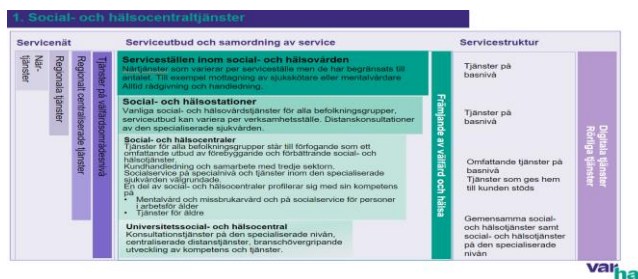 1. Social- och hälsocentraltjänster
Servicenät
Serviceutbud och samordning av service
Servicestruktur
När-
tjänster
Regionala tjänster
Regionalt centraliserade tjänster
Tjänster på välfärdsområdesnivå
Serviceställen inom social- och hälsovården
Närtjänster som varierar per serviceställe men de har begränsats till
antalet. Till exempel mottagning av sjukskötare eller mentalvårdare
Alltid rådgivning och handledning.
Social- och hälsostationer
Vanliga social- och hälsovårdstjänster för alla befolkningsgrupper,
serviceutbud kan variera per verksamhetsställe. Distanskonsultationer
av den specialiserade sjukvården.
Social- och hälsocentraler
Tjänster för alla befolkningsgrupper står till förfogande som ett
omfattande utbud av förebyggande och förbättrande social- och
hälsotjänster.
Kundhandledning och samarbete med tredje sektorn.
Socialservice på specialnivå och tjänster inom den specialiserade
sjukvården välgrundade.
En del av social- och hälsocentraler profilerar sig med sin kompetens
på
• Mentalvård och missbrukarvård och på socialservice för personer
i arbetsför ålder
• Tjänster för äldre
Universitetssocial- och hälsocentral
Konsultationstjänster på den specialiserade nivån,
centraliserade distanstjänster, branschövergripande
utveckling av kompetens och tjänster.
Främjande av välfärd och hälsa
Tjänster på
basnivå
Tjänster på
basnivå
Omfattande tjänster på
basnivå
Tjänster som ges hem
till kunden stöds
Gemensamma social-
och hälsotjänster samt
social- och hälsotjänster
på den specialiserade
nivån
Digitala tjänster
Rörliga tjänster
varha